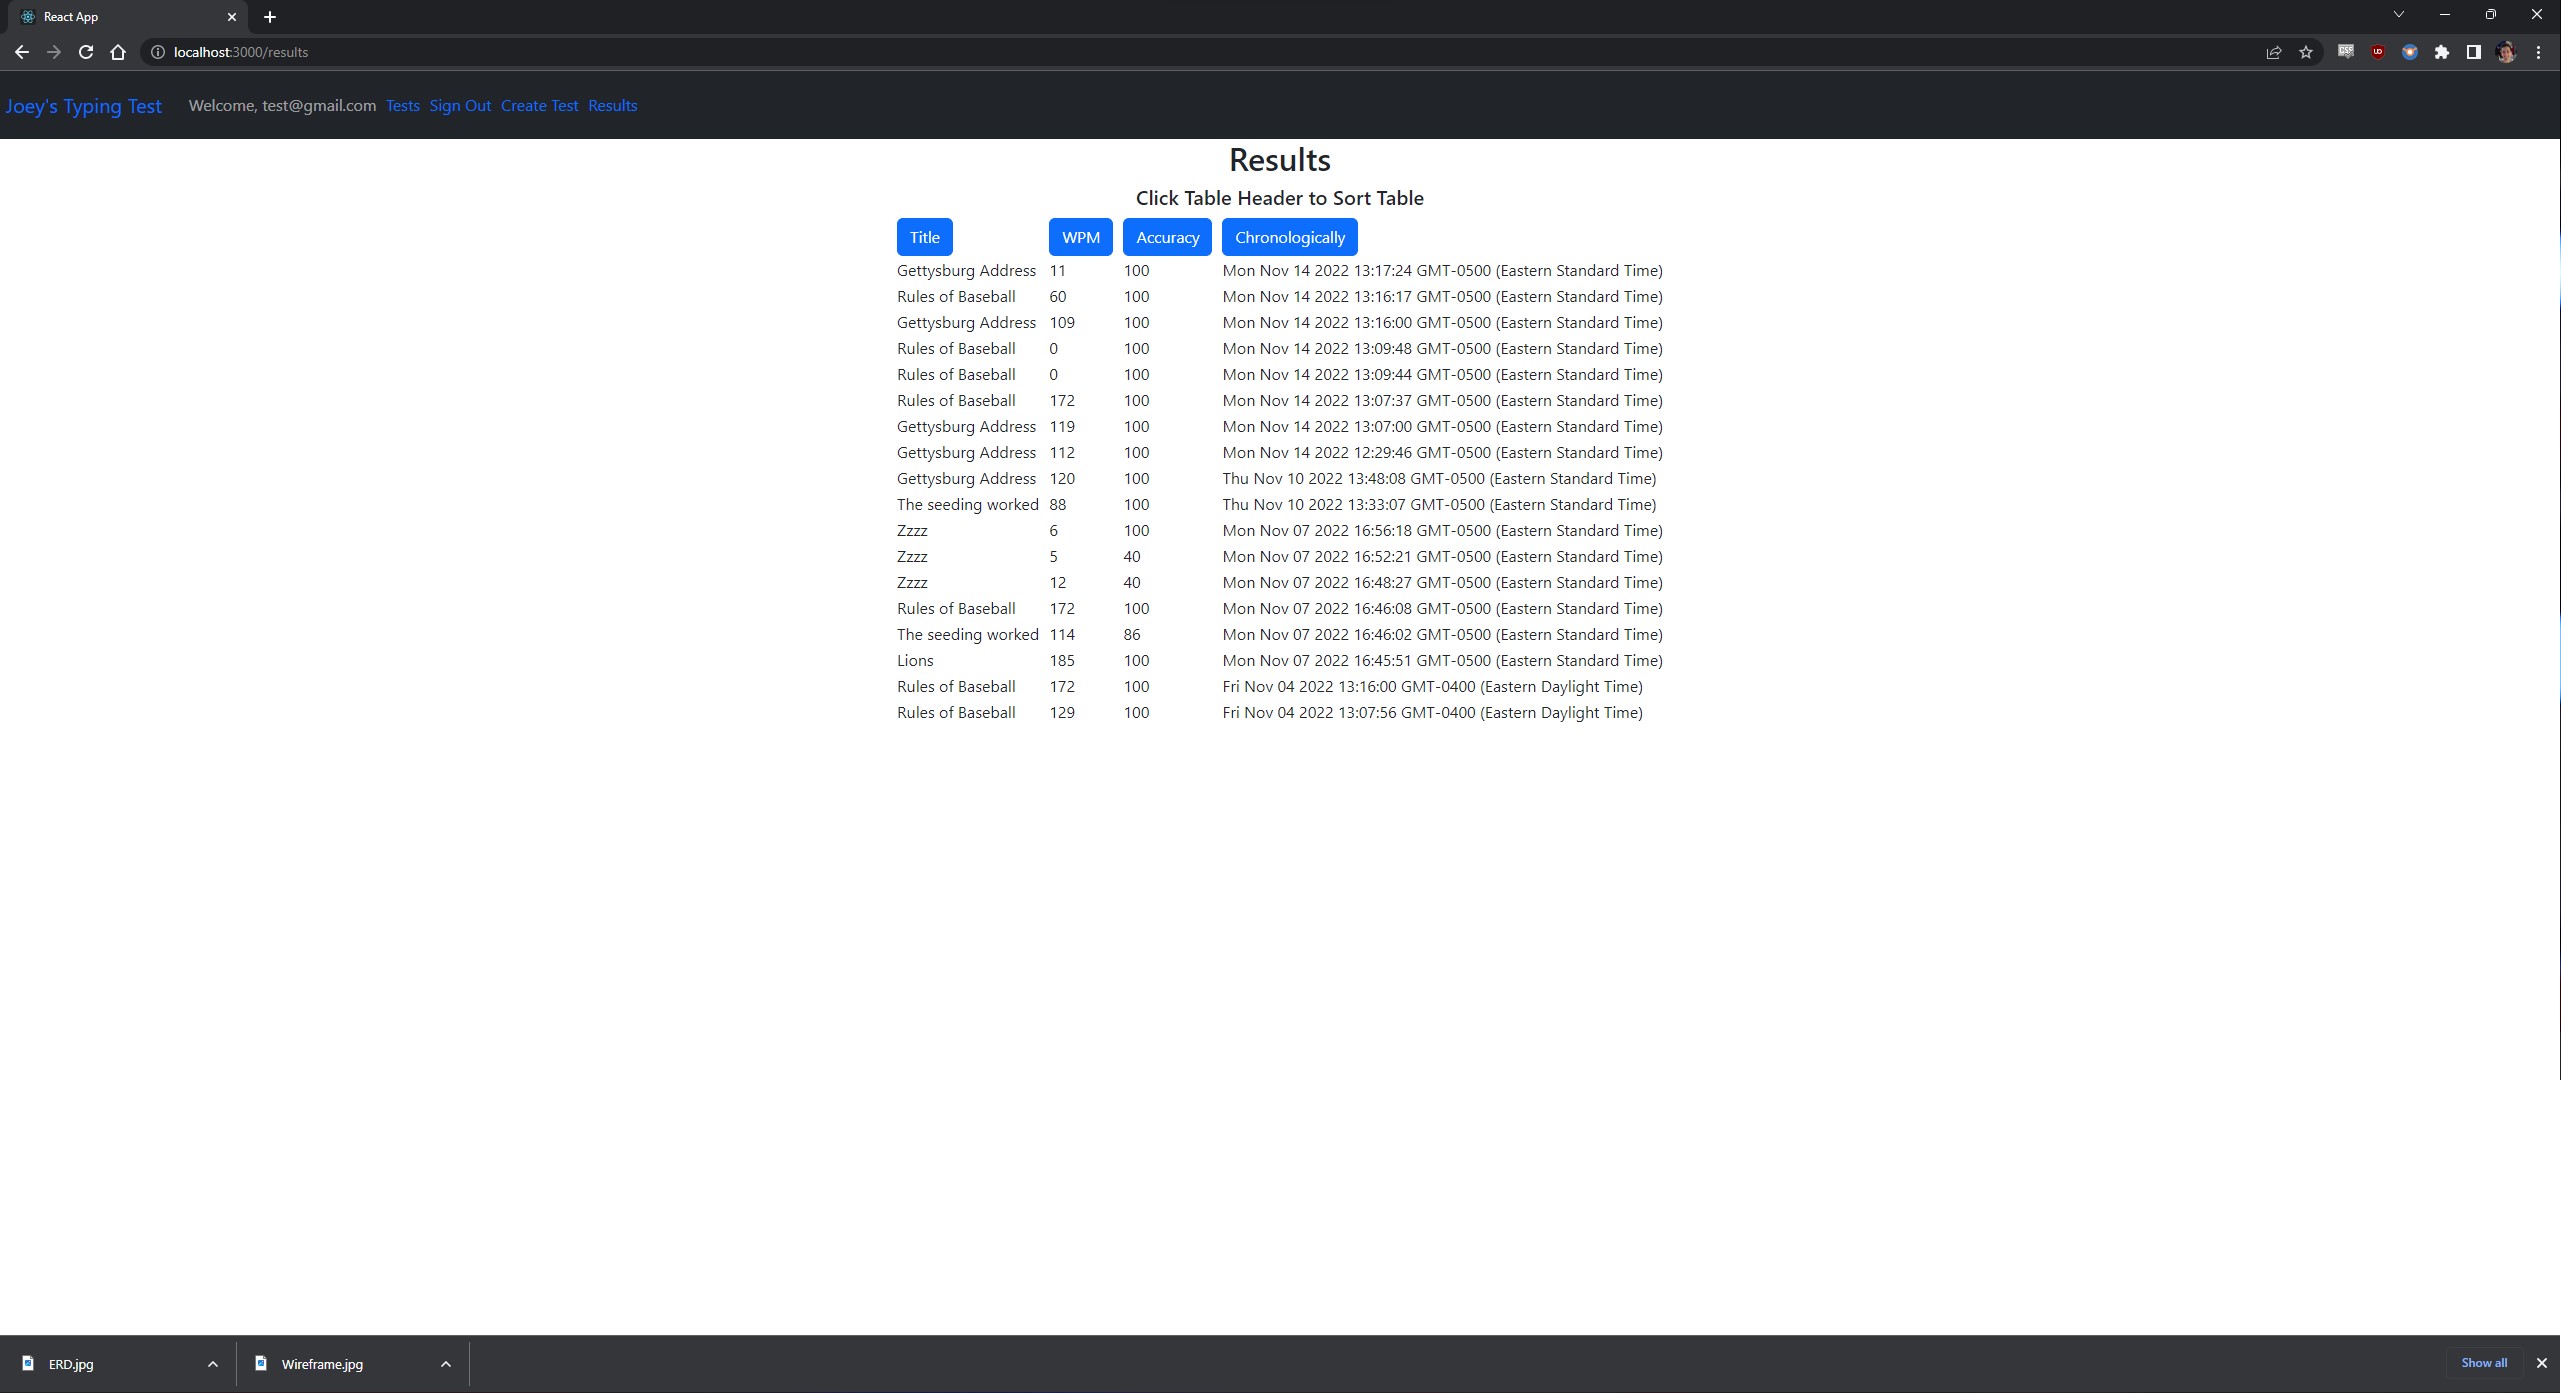 React App
localhost:3000/results
Joey's Typing Test Welcome, test@gmail.com Tests Sign Out Create Test Results
Results
Click Table Header to Sort Table
Title WPM Accuracy Chronologically
Gettysburg Address 11 100 Mon Nov 14 2022 13:17:24 GMT-0500 (Eastern Standard Time)
Rules of Baseball 60 100 Mon Nov 14 2022 13:16:17 GMT-0500 (Eastern Standard Time)
Gettysburg Address 109 100 Mon Nov 14 2022 13:16:00 GMT-0500 (Eastern Standard Time)
Rules of Baseball 0 100 Mon Nov 14 2022 13:09:48 GMT-0500 (Eastern Standard Time)
Rules of Baseball 0 100 Mon Nov 14 2022 13:09:44 GMT-0500 (Eastern Standard Time)
Rules of Baseball 172 100 Mon Nov 14 2022 13:07:37 GMT-0500 (Eastern Standard Time)
Gettysburg Address 119 100 Mon Nov 14 2022 13:07:00 GMT-0500 (Eastern Standard Time)
Gettysburg Address 112 100 Mon Nov 14 2022 12:29:46 GMT-0500 (Eastern Standard Time)
Gettysburg Address 120 100 Thu Nov 10 2022 13:48:08 GMT-0500 (Eastern Standard Time)
The seeding worked 88 100 Thu Nov 10 2022 13:33:07 GMT-0500 (Eastern Standard Time)
Zzzz 6 100 Mon Nov 07 2022 16:56:18 GMT-0500 (Eastern Standard Time)
Zzzz 5 40 Mon Nov 07 2022 16:52:21 GMT-0500 (Eastern Standard Time)
Zzzz 12 40 Mon Nov 07 2022 16:48:27 GMT-0500 (Eastern Standard Time)
Rules of Baseball 172 100 Mon Nov 07 2022 16:46:08 GMT-0500 (Eastern Standard Time)
The seeding worked 114 86 Mon Nov 07 2022 16:46:02 GMT-0500 (Eastern Standard Time)
Lions 185 100 Mon Nov 07 2022 16:45:51 GMT-0500 (Eastern Standard Time)
Rules of Baseball 172 100 Fri Nov 04 2022 13:16:00 GMT-0400 (Eastern Daylight Time)
Rules of Baseball 129 100 Fri Nov 04 2022 13:07:56 GMT-0400 (Eastern Daylight Time)
ERD.jpg Wireframe.jpg Show all